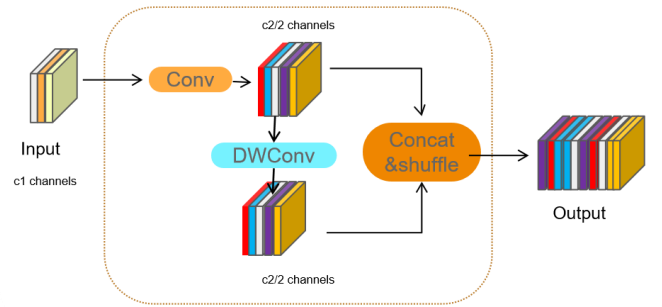 c2/2 channels
Conv
Input
c1 channels
DWConv
Concat
&shuffle
Output
c2/2 channels